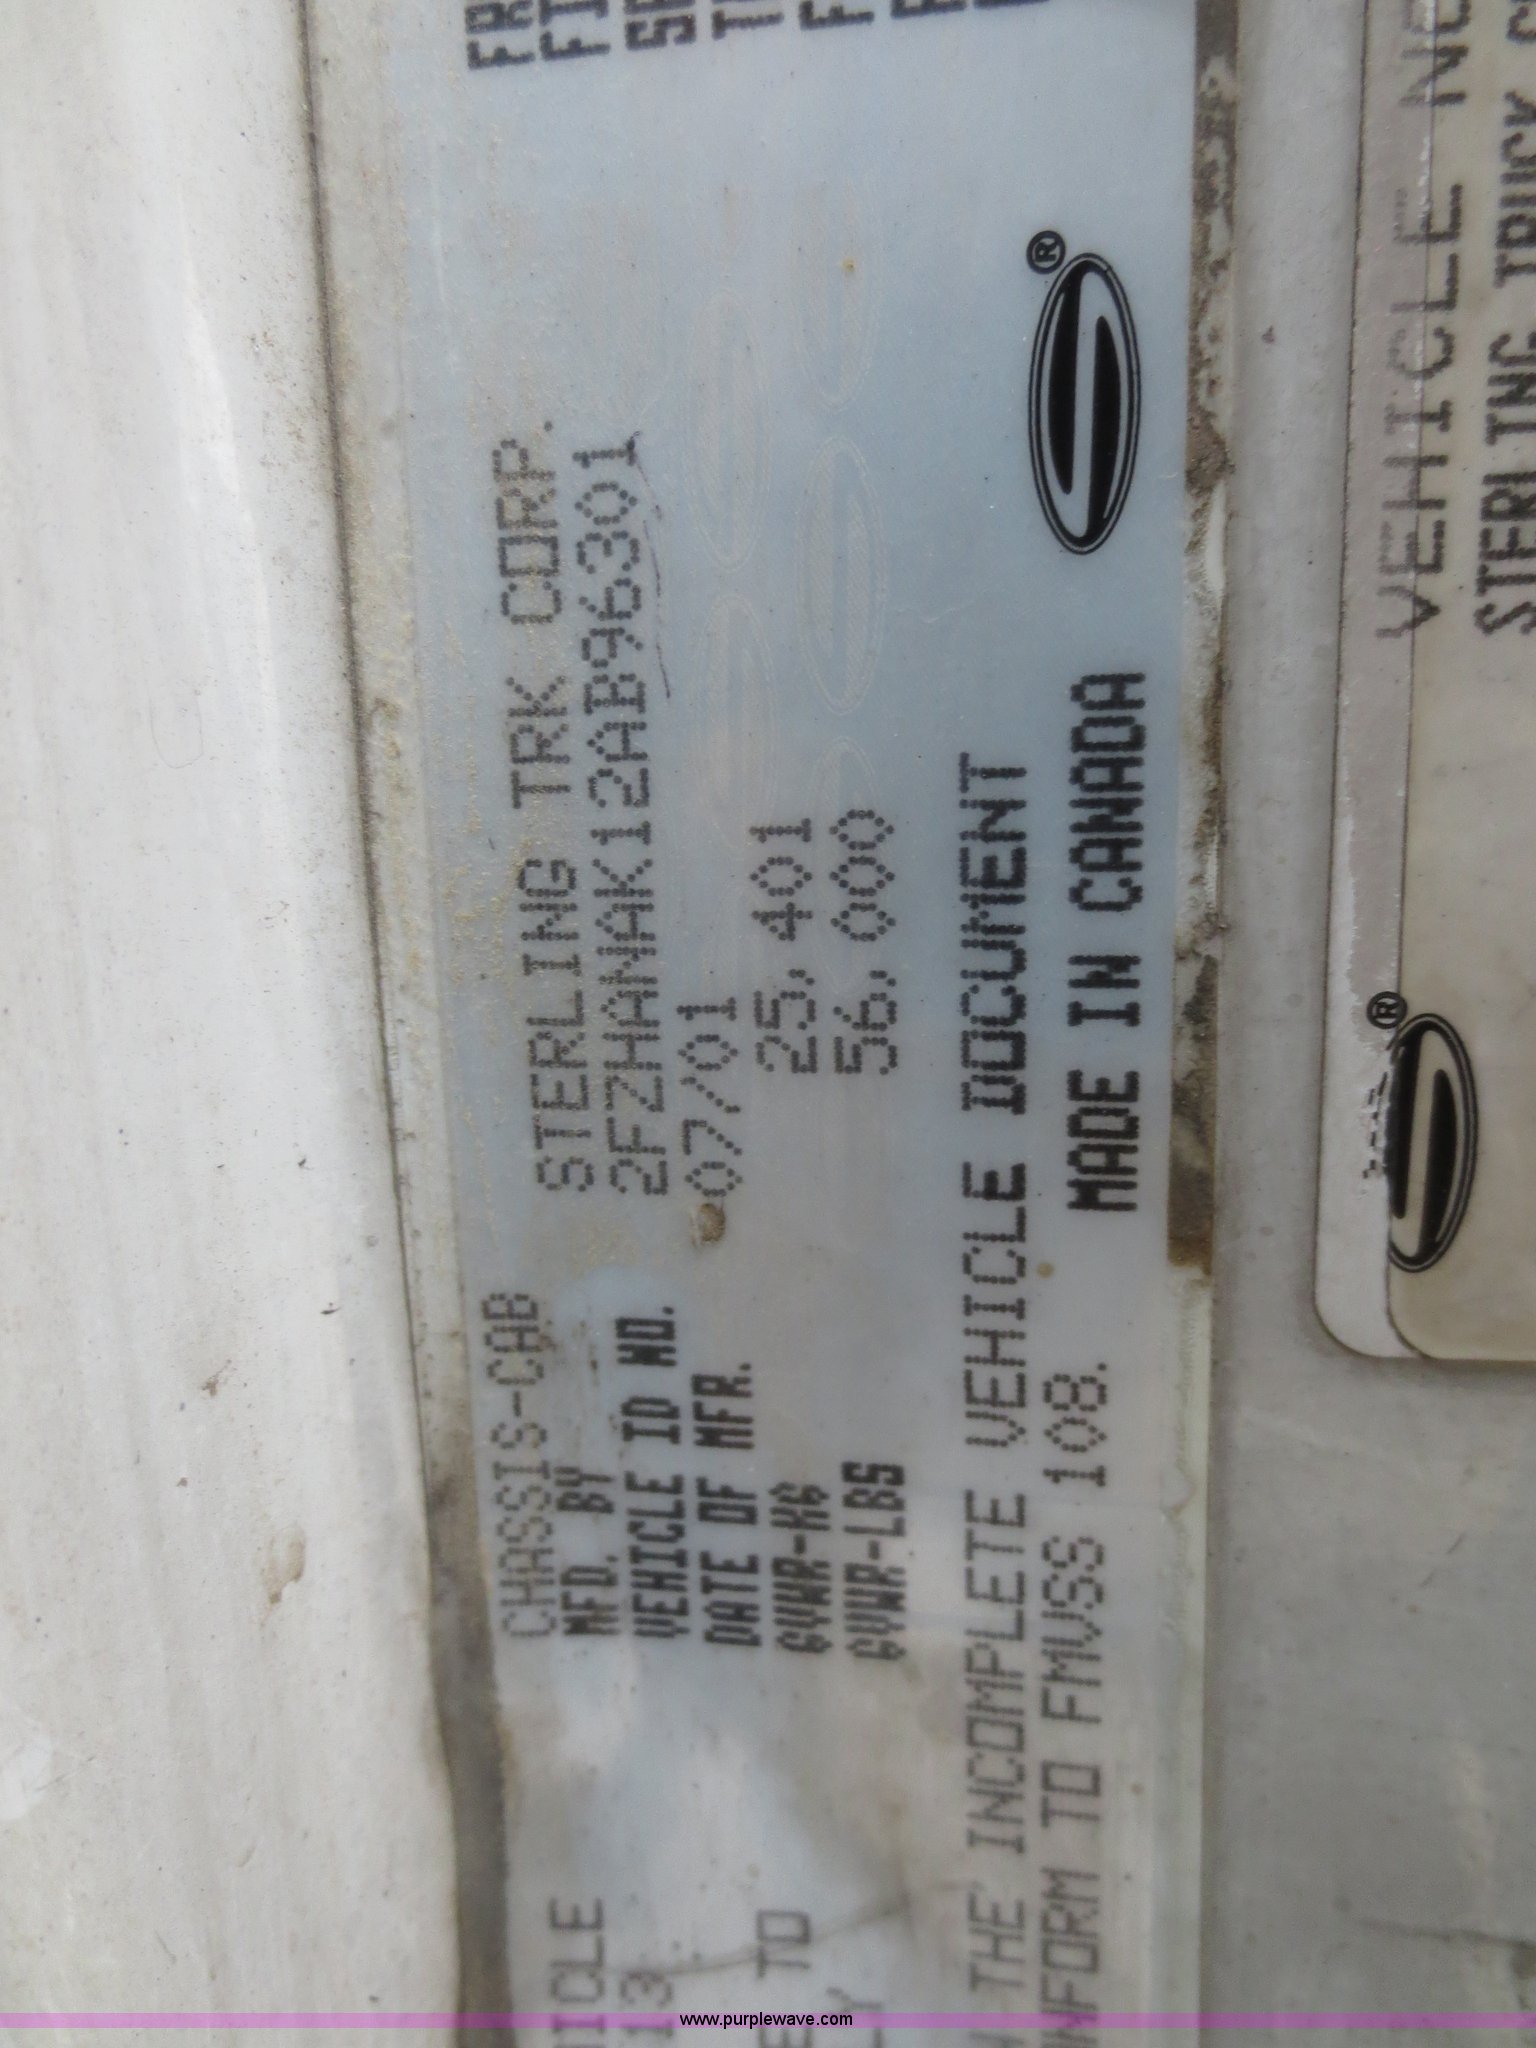 CHASSIS-CAB
MFD. BY STERLING TRK CORP.
VEHICLE ID NO. 2FZHAWAK12AB96301
DATE OF MFR. 07/01
GVWR-KG 25,401
GVWR-LBS 56,000
THE INCOMPLETE VEHICLE DOCUMENT
TO FMVSS 108. MADE IN CANADA
®
13
TO
VEHICLE
STERLING TRUCK
®
www.purplewave.com